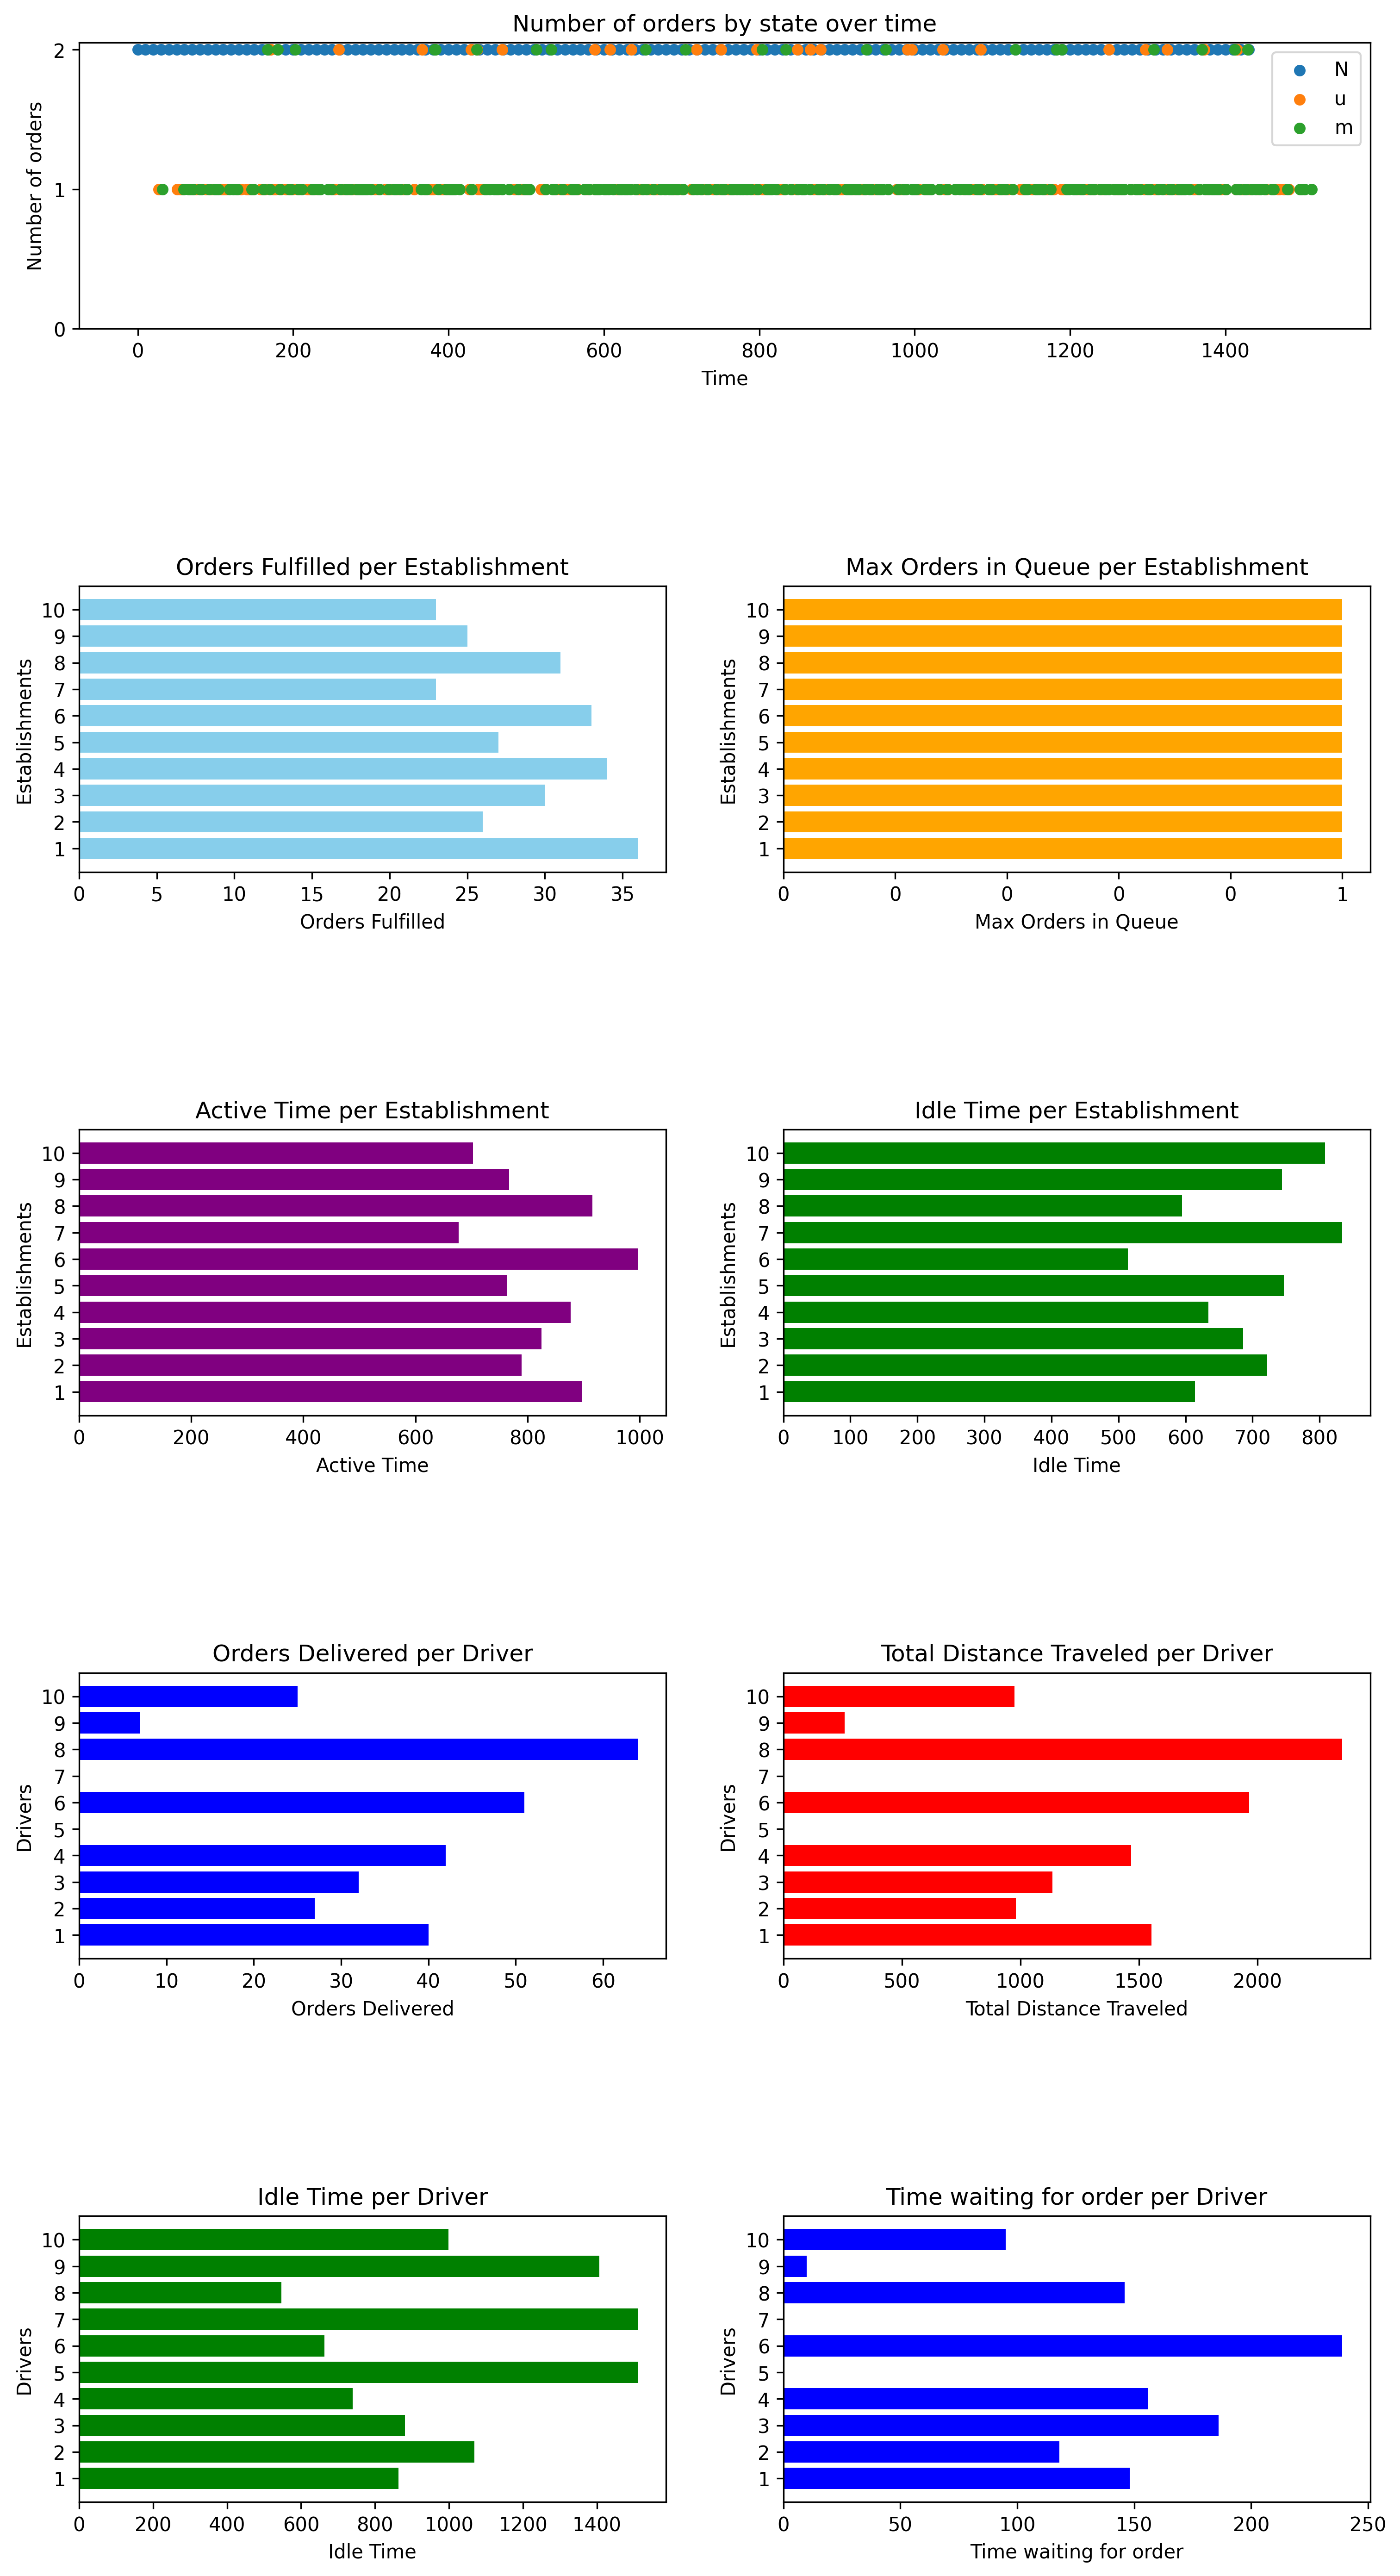 Number of orders by state over time
Number of orders
2
1
0
N
u
m
0 200 400 600 800 1000 1200 1400
Time
Orders Fulfilled per Establishment
Establishments
10
9
8
7
6
5
4
3
2
1
0 5 10 15 20 25 30 35
Orders Fulfilled
Max Orders in Queue per Establishment
Establishments
10
9
8
7
6
5
4
3
2
1
0 0 0 0 0 1
Max Orders in Queue
Active Time per Establishment
Establishments
10
9
8
7
6
5
4
3
2
1
0 200 400 600 800 1000
Active Time
Idle Time per Establishment
Establishments
10
9
8
7
6
5
4
3
2
1
0 100 200 300 400 500 600 700 800
Idle Time
Orders Delivered per Driver
Drivers
10
9
8
7
6
5
4
3
2
1
0 10 20 30 40 50 60
Orders Delivered
Total Distance Traveled per Driver
Drivers
10
9
8
7
6
5
4
3
2
1
0 500 1000 1500 2000
Total Distance Traveled
Idle Time per Driver
Drivers
10
9
8
7
6
5
4
3
2
1
0 200 400 600 800 1000 1200 1400
Idle Time
Time waiting for order per Driver
Drivers
10
9
8
7
6
5
4
3
2
1
0 50 100 150 200 250
Time waiting for order